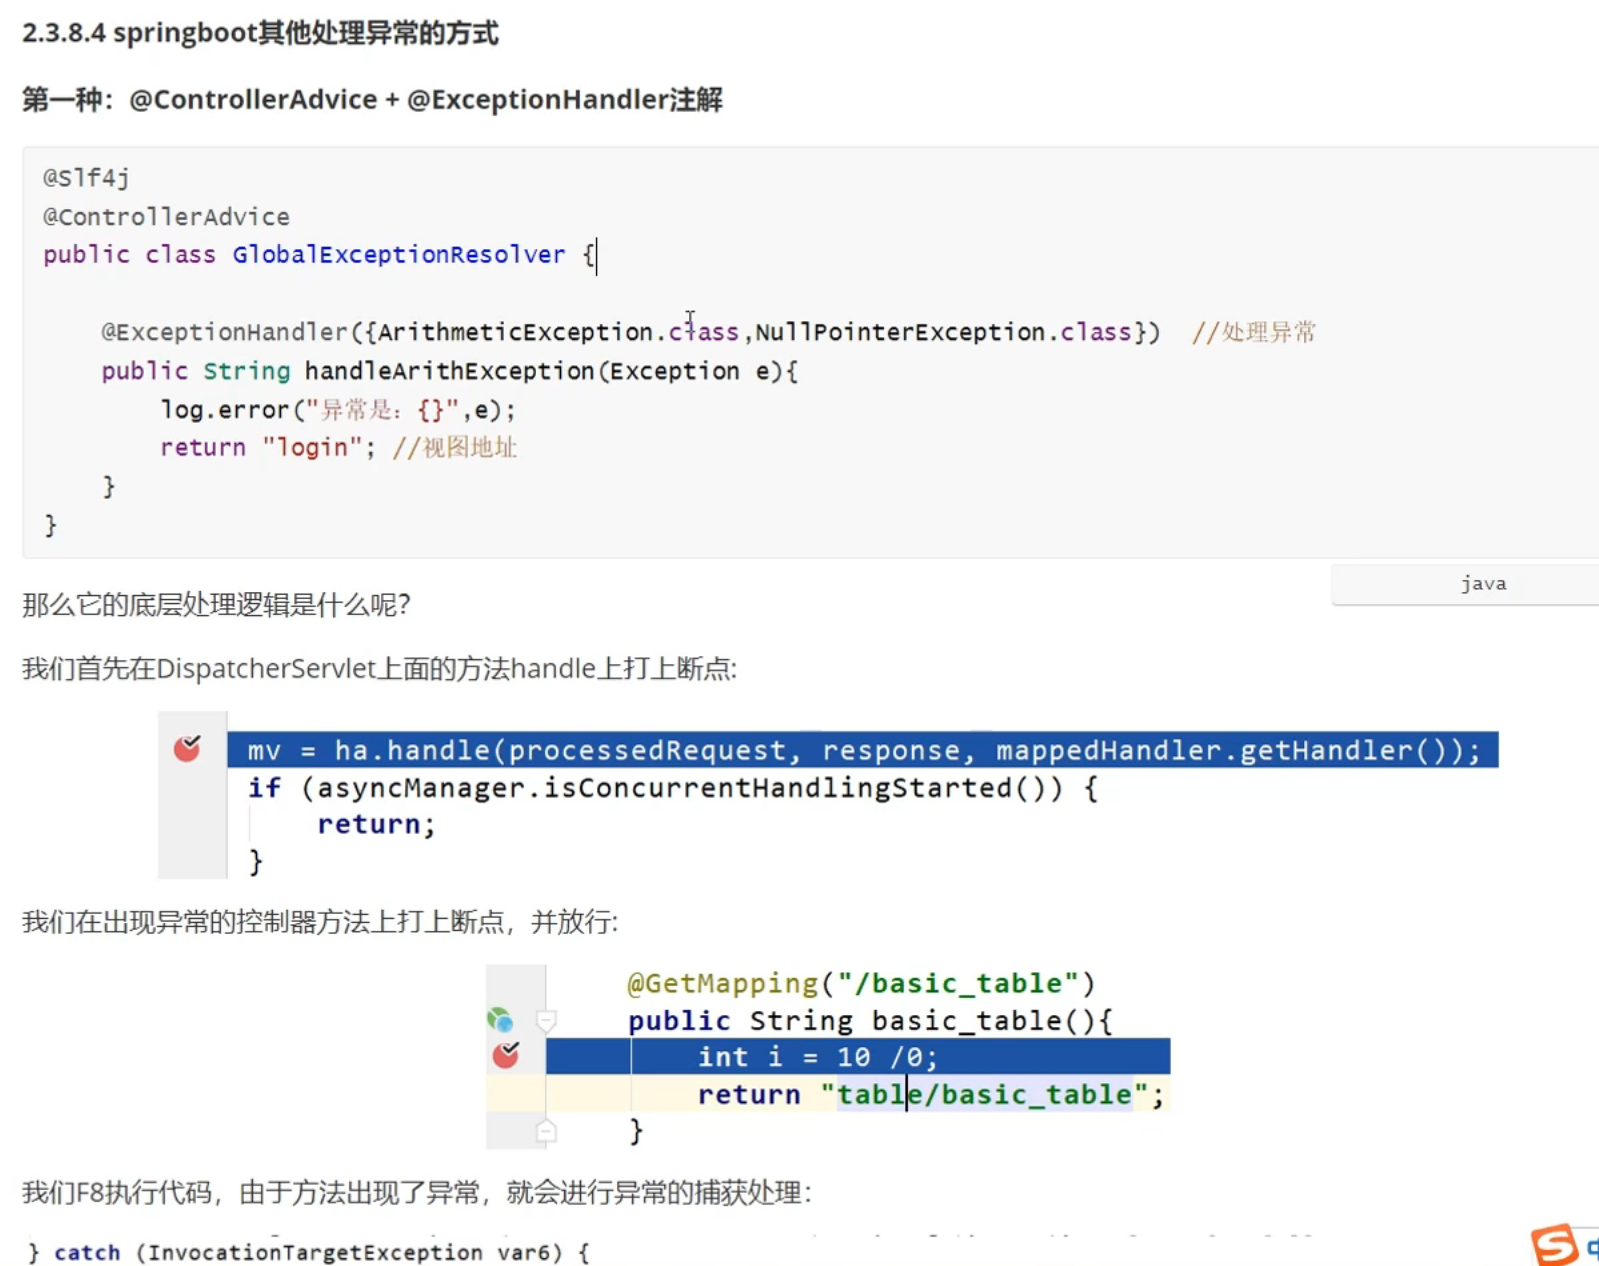 2.3.8.4 springboot其他处理异常的方式
第一种：@ControllerAdvice + @ExceptionHandler注解
@Slf4j
@ControllerAdvice
public class GlobalExceptionResolver {
@ExceptionHandler({ArithmeticException.class,NullPointerException.class}) //处理异常
public String handleArithException(Exception e){
log.error("异常是：{}",e);
return "login"; //视图地址
}
}
java
那么它的底层处理逻辑是什么呢?
我们首先在DispatcherServlet上面的方法handle上打上断点:
mv = ha.handle(processedRequest, response, mappedHandler.getHandler());
if (asyncManager.isConcurrentHandlingStarted()) {
return;
}
我们在出现异常的控制器方法上打上断点，并放行:
@GetMapping("/basic_table")
public String basic_table(){
int i = 10 /0;
return "table/basic_table";
}
我们F8执行代码，由于方法出现了异常，就会进行异常的捕获处理：
} catch (InvocationTargetException var6) {